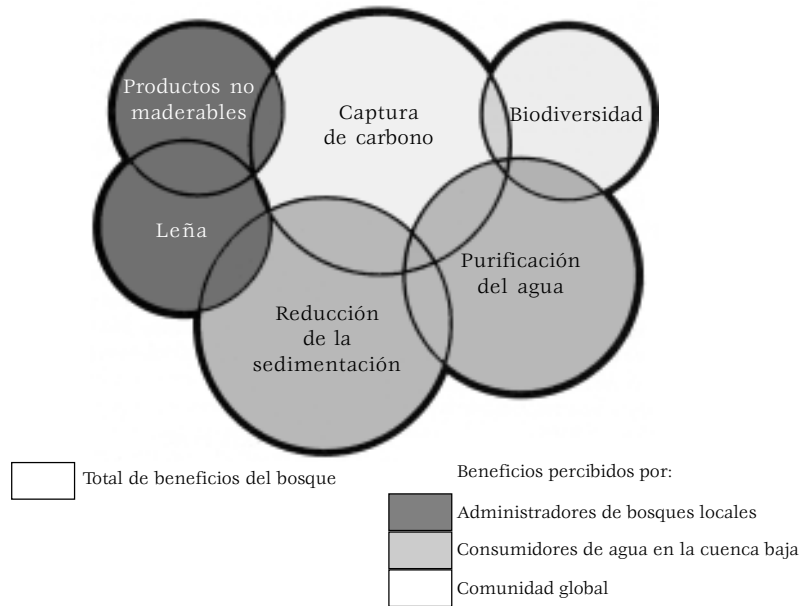 Productos no
maderables
Captura
de carbono
Biodiversidad
Leña
Purificación
del agua
Reducción
de la
sedimentación
Total de beneficios del bosque
Beneficios percibidos por:
Administradores de bosques locales
Consumidores de agua en la cuenca baja
Comunidad global